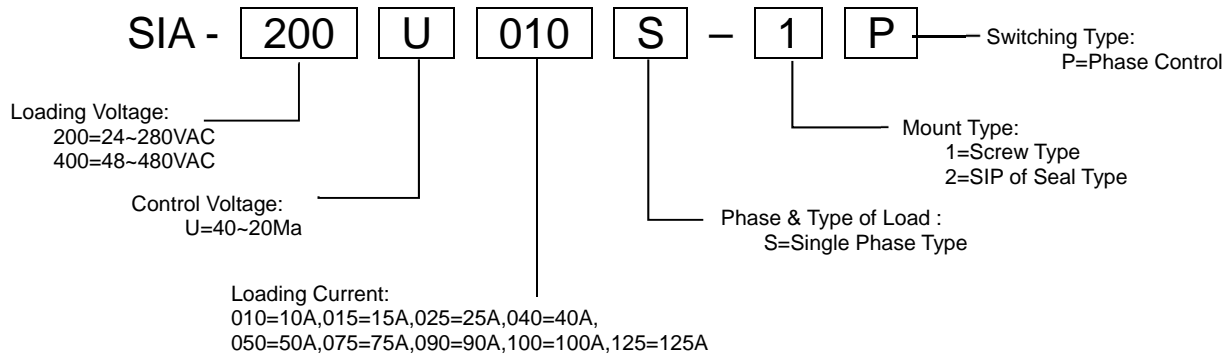 SIA - 200 U 010 S – 1 P
Switching Type:
P=Phase Control
Loading Voltage:
200=24~280VAC
400=48~480VAC
Mount Type:
1=Screw Type
2=SIP of Seal Type
Control Voltage:
U=40~20Ma
Phase & Type of Load :
S=Single Phase Type
Loading Current:
010=10A,015=15A,025=25A,040=40A,
050=50A,075=75A,090=90A,100=100A,125=125A